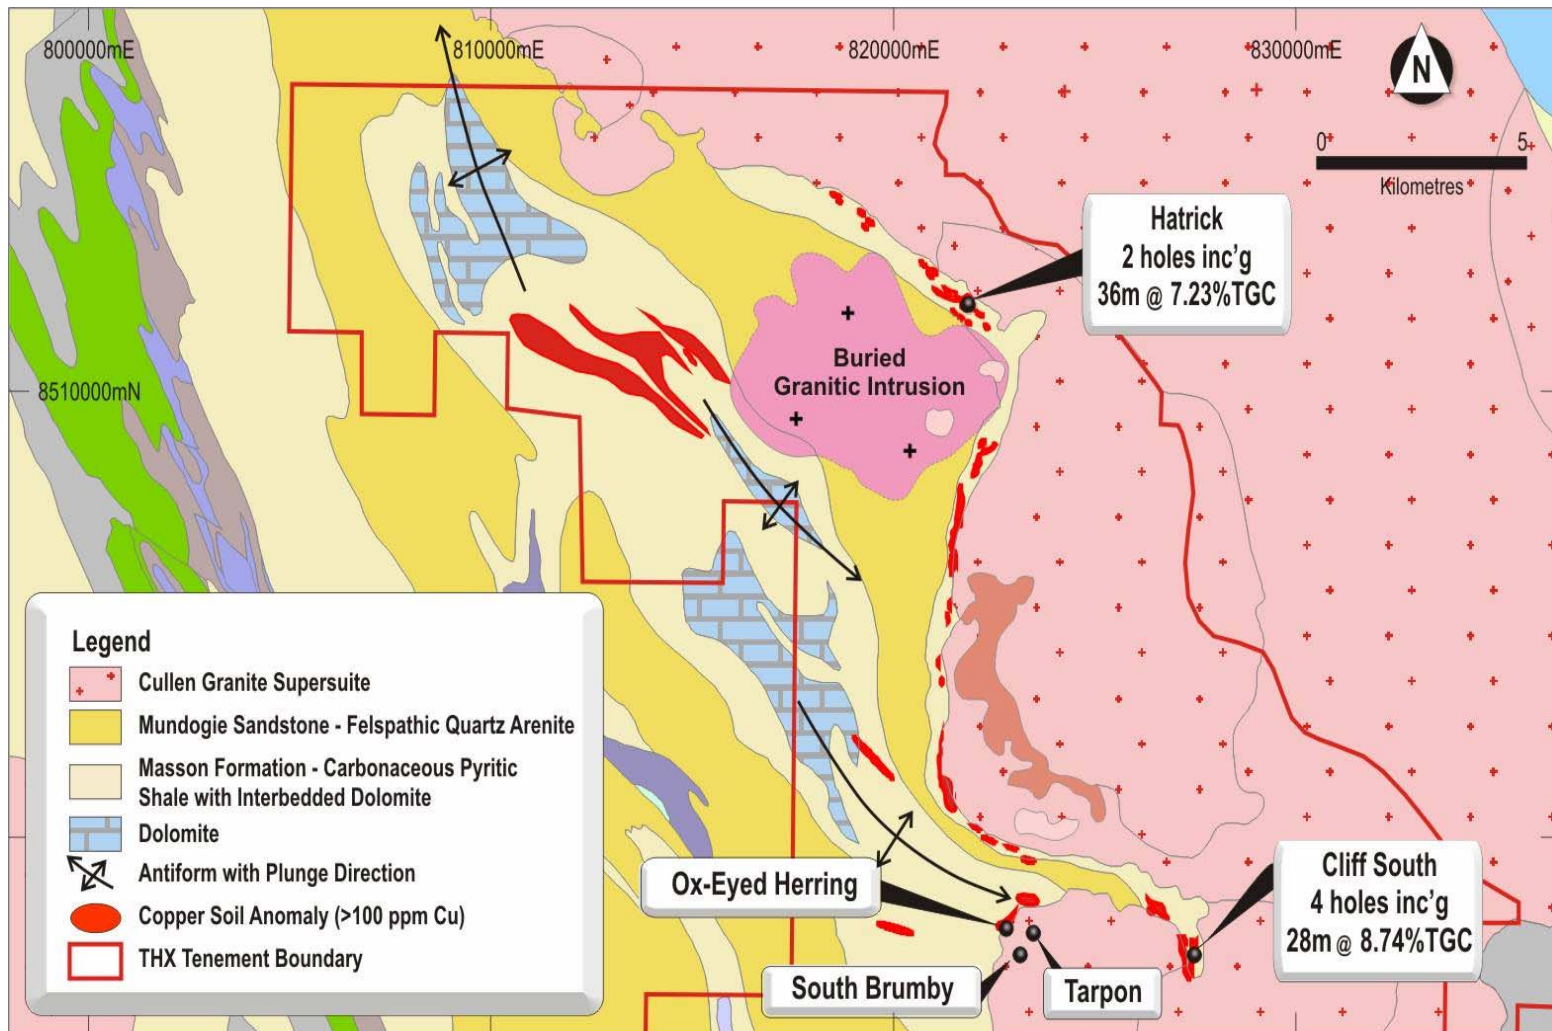 800000mE
810000mE
820000mE
830000mE
N
0
5
Kilometres
Hatrick
2 holes inc'g
36m @ 7.23%TGC
Buried
Granitic Intrusion
8510000mN
Legend
Cullen Granite Supersuite
Mundogie Sandstone - Felspathic Quartz Arenite
Masson Formation - Carbonaceous Pyritic
Shale with Interbedded Dolomite
Dolomite
Antiform with Plunge Direction
Copper Soil Anomaly (>100 ppm Cu)
THX Tenement Boundary
Ox-Eyed Herring
Cliff South
4 holes inc'g
28m @ 8.74%TGC
South Brumby
Tarpon